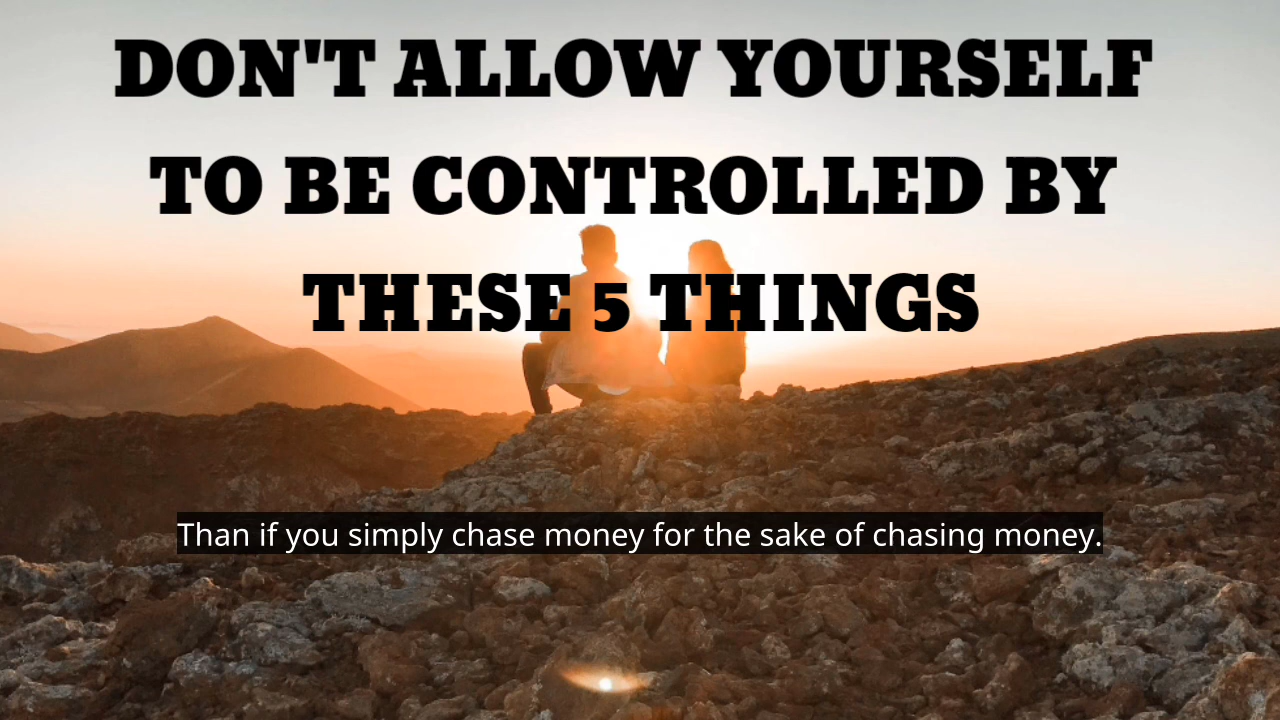 DON'T ALLOW YOURSELF
TO BE CONTROLLED BY
THESE 5 THINGS
Than if you simply chase money for the sake of chasing money.